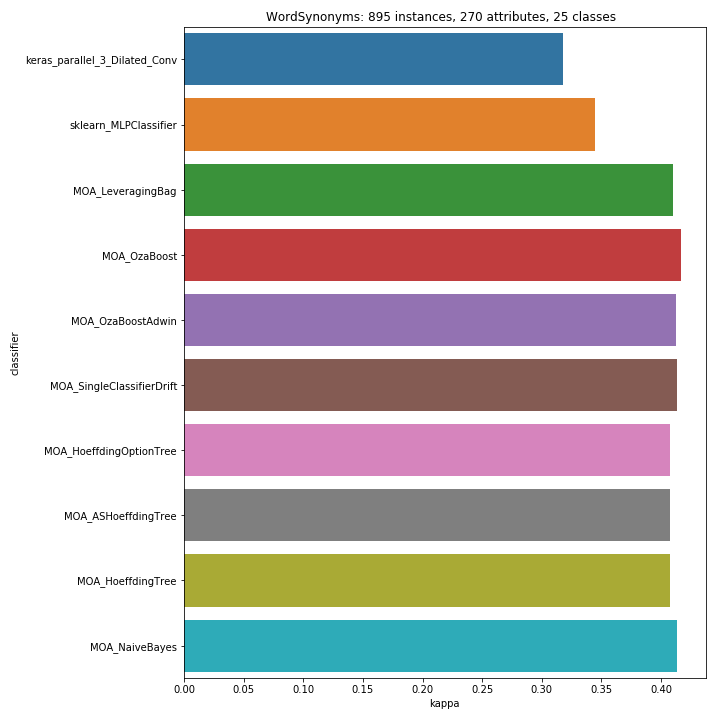 WordSynonyms: 895 instances, 270 attributes, 25 classes
keras_parallel_3_Dilated_Conv
sklearn_MLPClassifier
MOA_LeveragingBag
MOA_OzaBoost
MOA_OzaBoostAdwin
classifier
MOA_SingleClassifierDrift
MOA_HoeffdingOptionTree
MOA_ASHoeffdingTree
MOA_HoeffdingTree
MOA_NaiveBayes
0.00 0.05 0.10 0.15 0.20 0.25 0.30 0.35 0.40
kappa